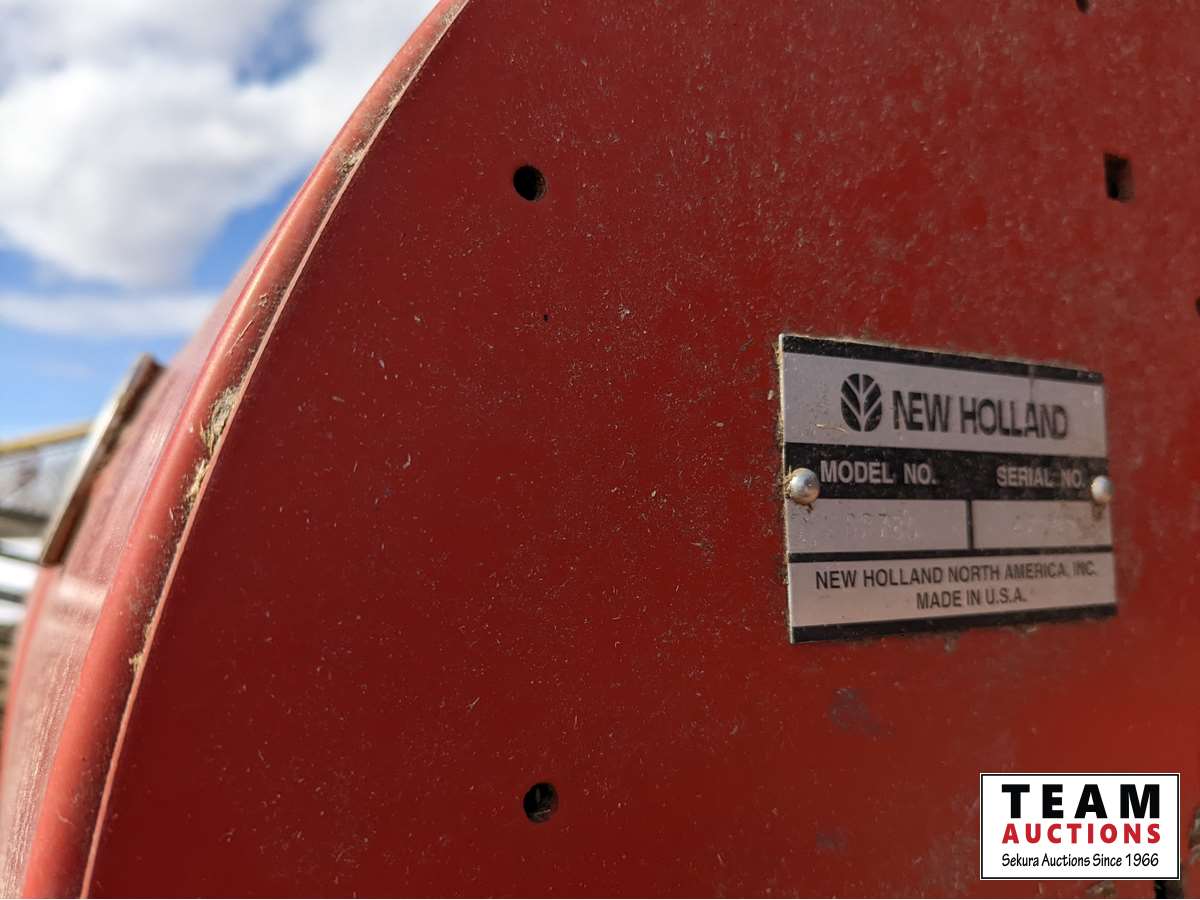 NEW HOLLAND
MODEL NO. SERIAL NO.
NEW HOLLAND NORTH AMERICA, INC.
MADE IN U.S.A.
TEAM
AUCTIONS
Sekura Auctions Since 1966